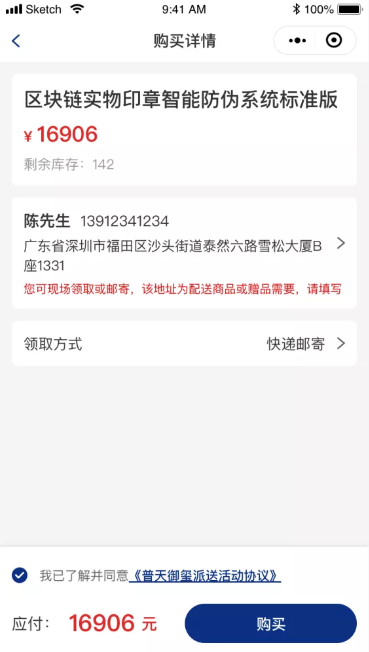 Sketch 9:41 AM 100%
购买详情
区块链实物印章智能防伪系统标准版
¥ 16906
剩余库存：142
陈先生 13912341234
广东省深圳市福田区沙头街道泰然六路雪松大厦B
座1331
您可现场领取或邮寄，该地址为配送商品或赠品需要，请填写
领取方式 快递邮寄
我已了解并同意《普天御玺派送活动协议》
应付： 16906 元 购买